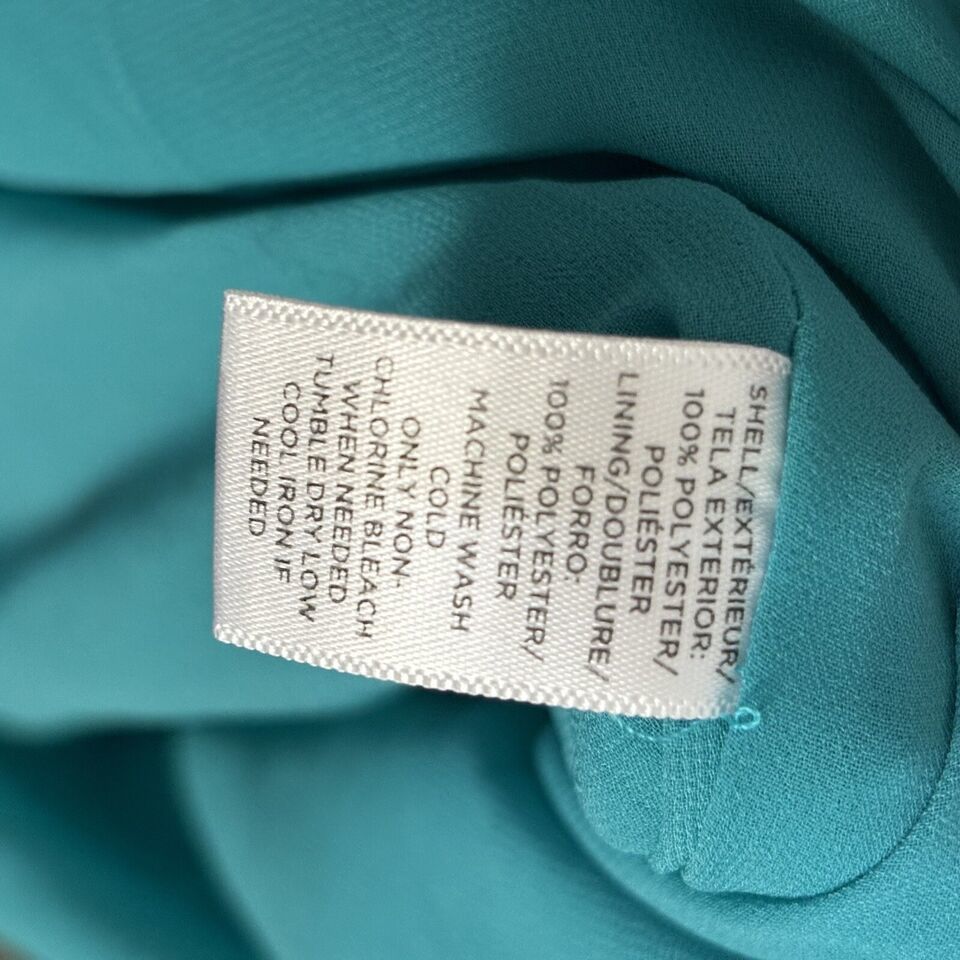 SHELL/EXTÉRIEUR/
TELA EXTERIOR:
100% POLYESTER/
POLIÉSTER
LINING/DOUBLURE/
FORRO:
100% POLYESTER/
POLIÉSTER
MACHINE WASH
COLD
ONLY NON-
CHLORINE BLEACH
WHEN NEEDED
TUMBLE DRY LOW
COOL IRON IF
NEEDED